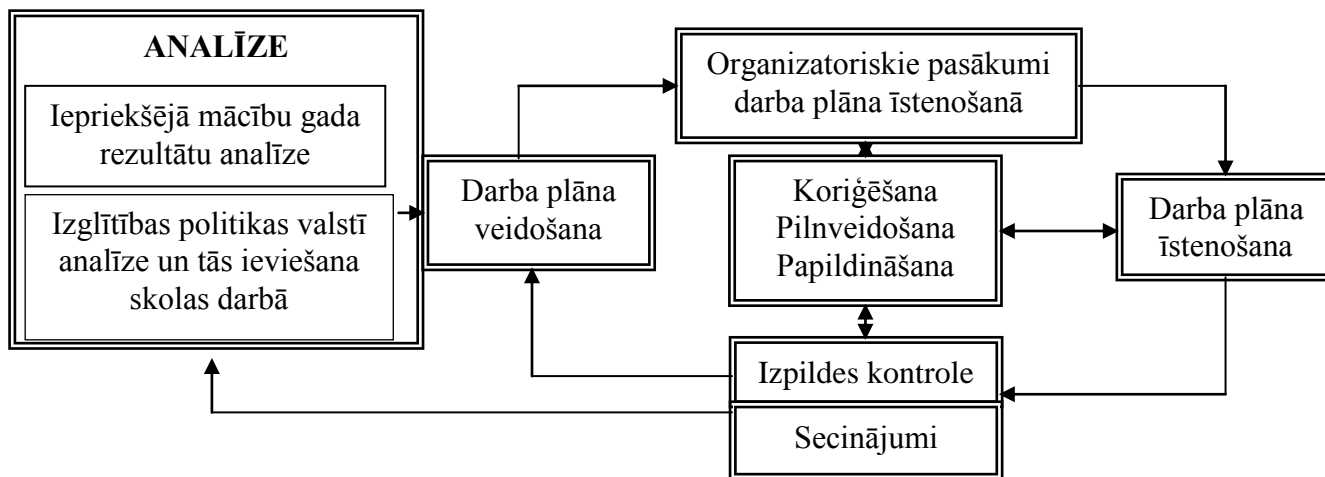 ANALĪZE
Iepriekšējā mācību gada
rezultātu analīze
Izglītības politikas valstī
analīze un tās ieviešana
skolas darbā
Darba plāna
veidošana
Organizatoriskie pasākumi
darba plāna īstenošanā
Koriģēšana
Pilnveidošana
Papildināšana
Darba plāna
īstenošana
Izpildes kontrole
Secinājumi